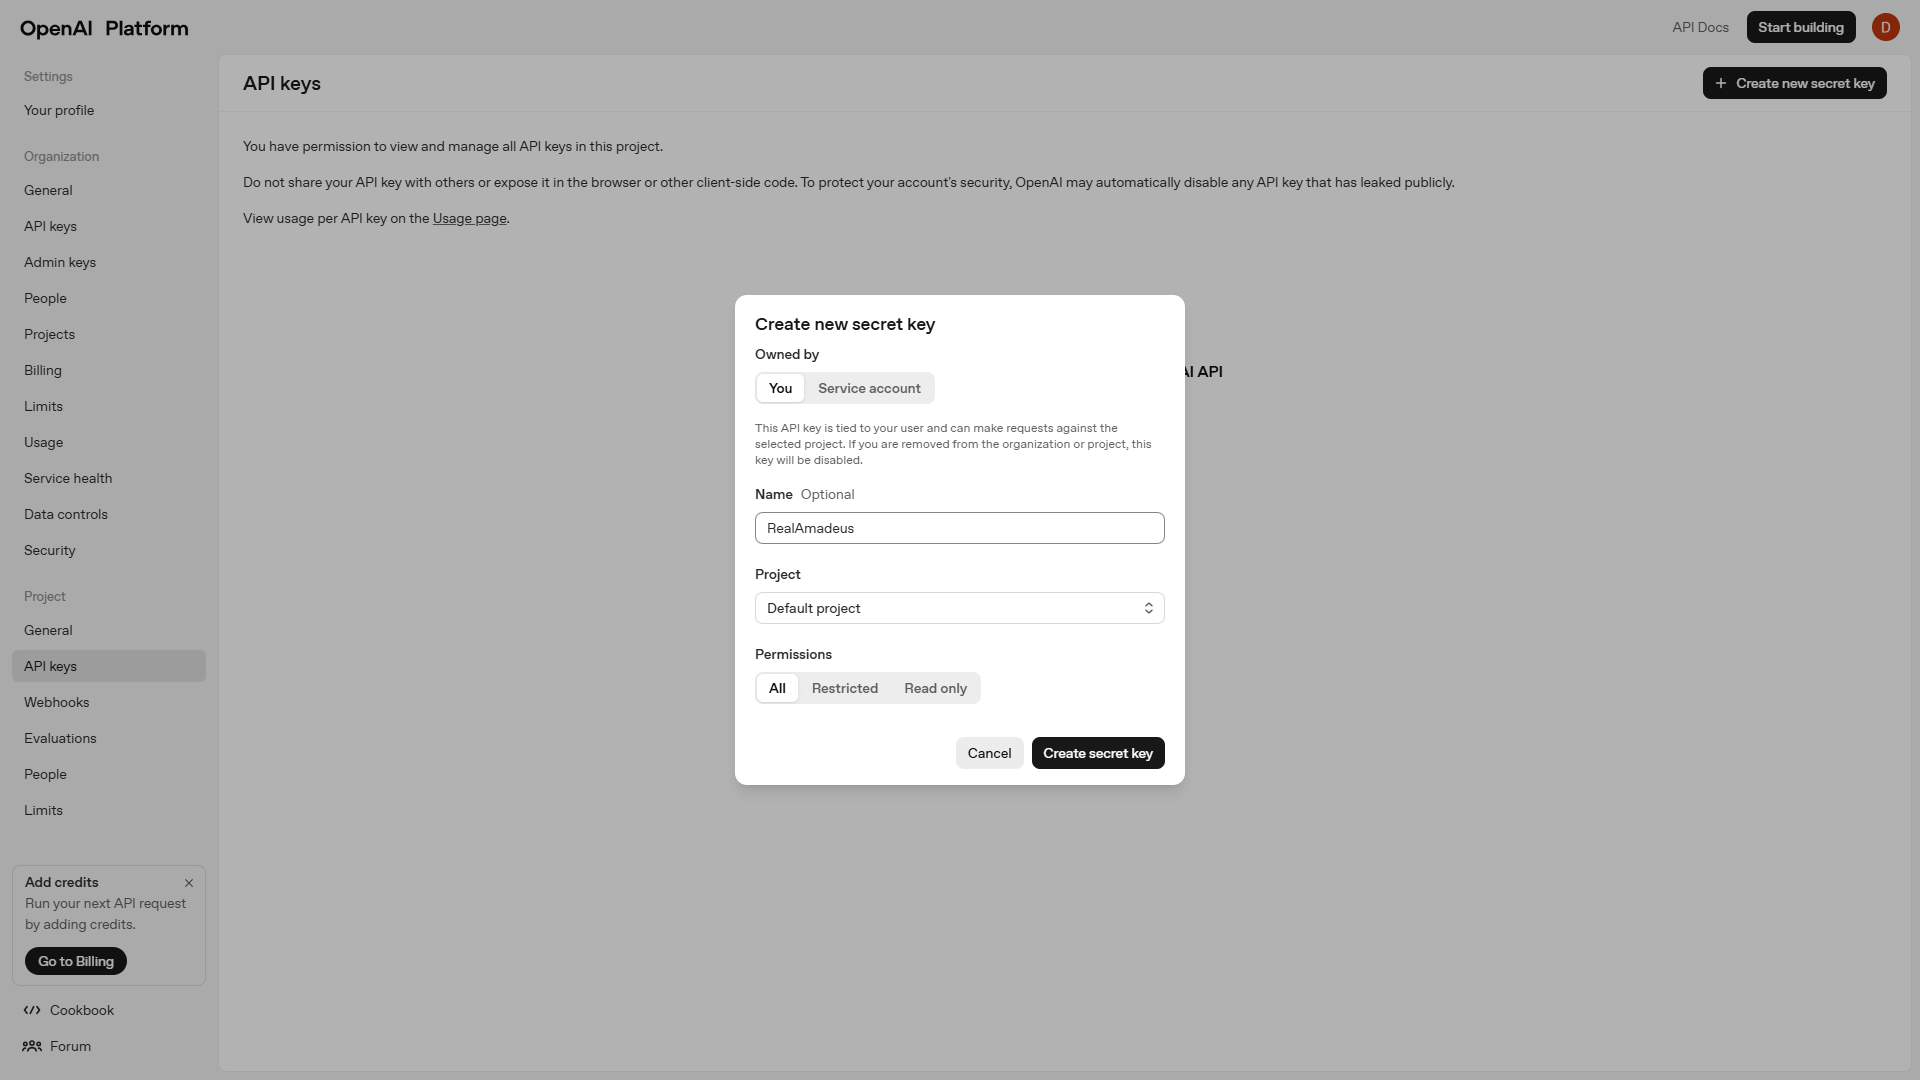 OpenAI Platform
API Docs
Start building
D
Settings
Your profile
Organization
General
API keys
Admin keys
People
Projects
Billing
Limits
Usage
Service health
Data controls
Security
Project
General
API keys
Webhooks
Evaluations
People
Limits
Add credits
Run your next API request
by adding credits.
Go to Billing
Cookbook
Forum
API keys
Create new secret key
You have permission to view and manage all API keys in this project.
Do not share your API key with others or expose it in the browser or other client-side code. To protect your account's security, OpenAI may automatically disable any API key that has leaked publicly.
View usage per API key on the Usage page.
AI API
Create new secret key
Owned by
You Service account
This API key is tied to your user and can make requests against the
selected project. If you are removed from the organization or project, this
key will be disabled.
Name Optional
RealAmadeus
Project
Default project
Permissions
All Restricted Read only
Cancel Create secret key